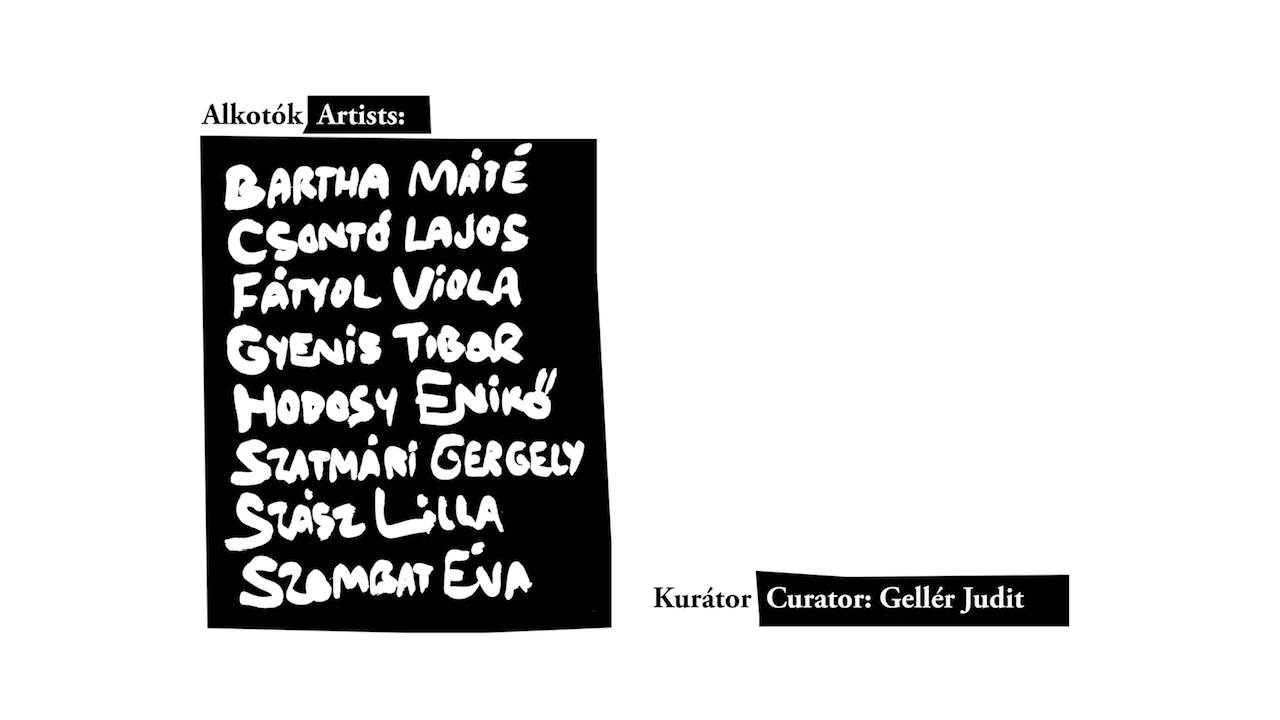 Alkotók Artists:
BARTHA MÁTÉ
CSONTÓ LAJOS
FÁTYOL VIOLA
GYENIS TIBOR
HODOSY ENIKŐ
SZATMÁRI GERGELY
SZÁSZ LILLA
SZOMBAT ÉVA
Kurátor Curator: Gellér Judit